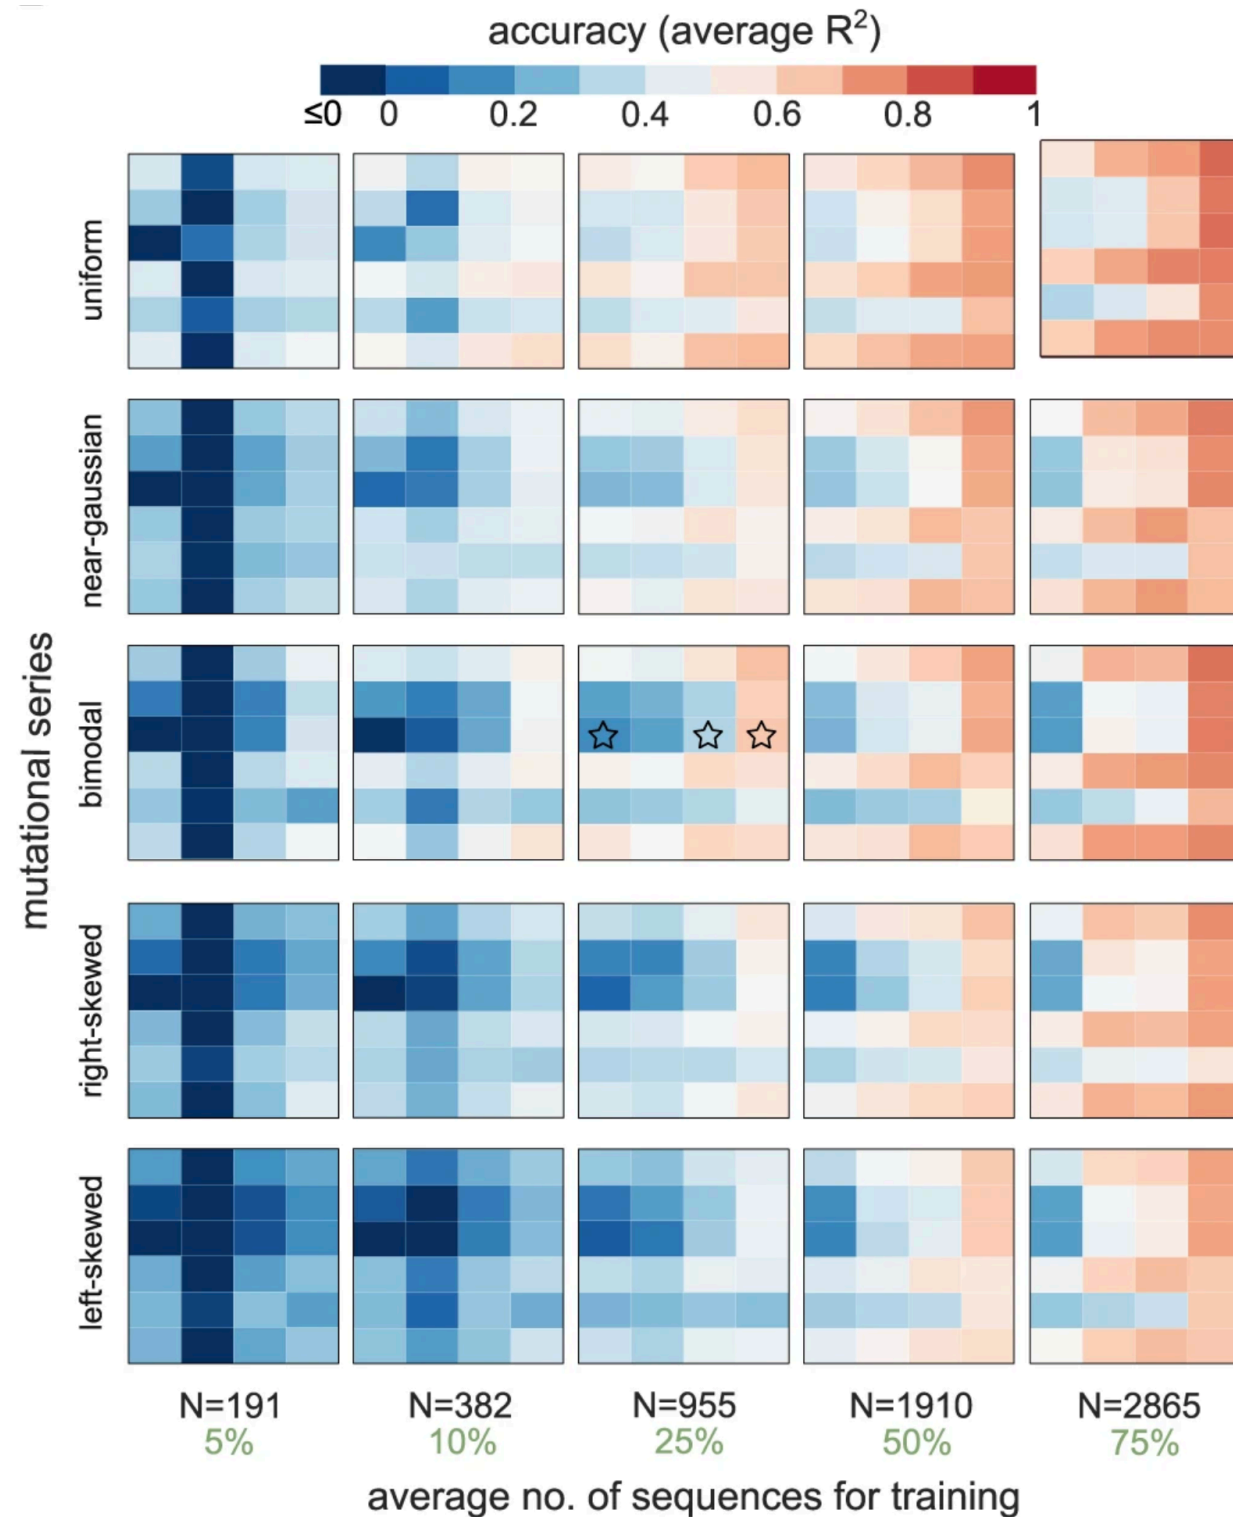 accuracy (average R²)
≤0 0 0.2 0.4 0.6 0.8 1
mutational series
uniform
near-gaussian
bimodal
right-skewed
left-skewed
N=191 N=382 N=955 N=1910 N=2865
5% 10% 25% 50% 75%
average no. of sequences for training